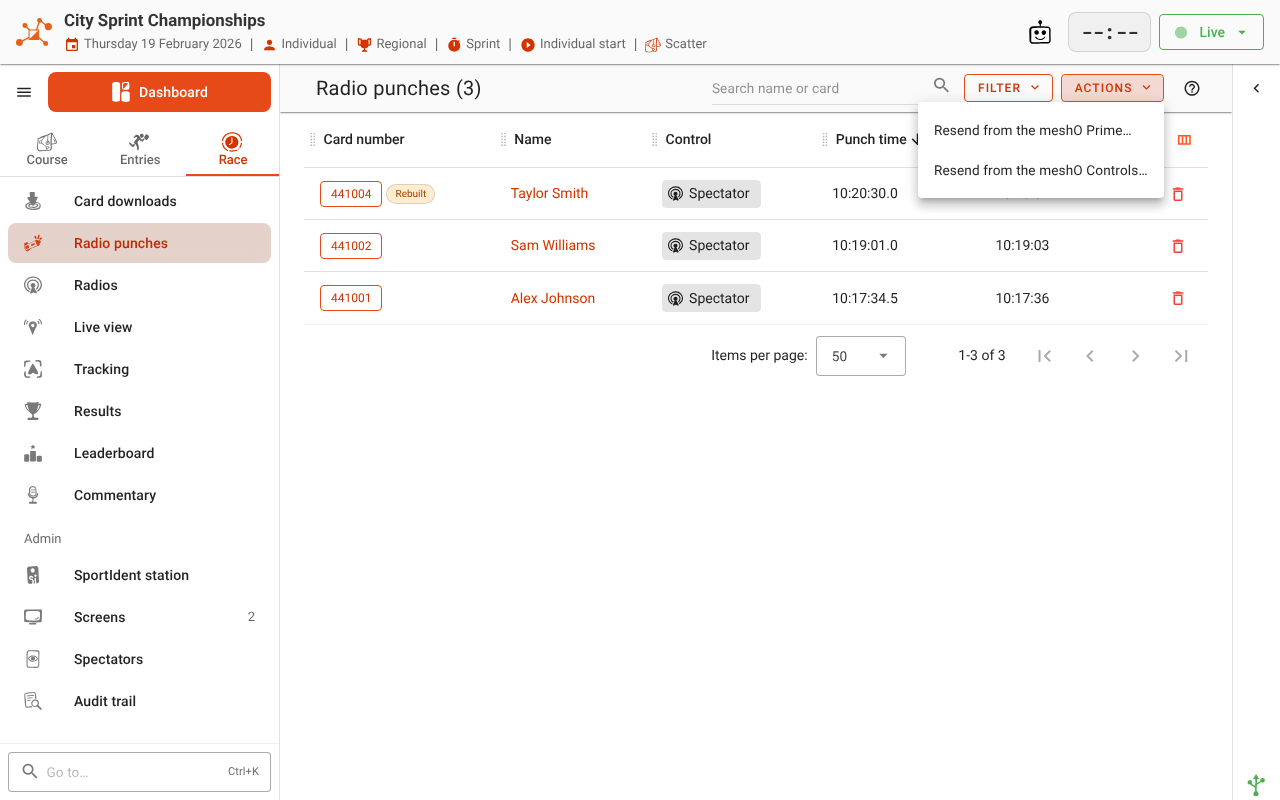 City Sprint Championships
Thursday 19 February 2026 | Individual | Regional | Sprint | Individual start | Scatter
--:--
Live
Dashboard
Course
Entries
Race
Card downloads
Radio punches
Radios
Live view
Tracking
Results
Leaderboard
Commentary
Admin
SportIdent station
Screens 2
Spectators
Audit trail
Go to… Ctrl+K
Radio punches (3)
Search name or card
FILTER
ACTIONS
Resend from the meshO Prime…
Resend from the meshO Controls…
Card number Name Control Punch time
441004 Rebuilt Taylor Smith Spectator 10:20:30.0
441002 Sam Williams Spectator 10:19:01.0 10:19:03
441001 Alex Johnson Spectator 10:17:34.5 10:17:36
Items per page: 50 1-3 of 3